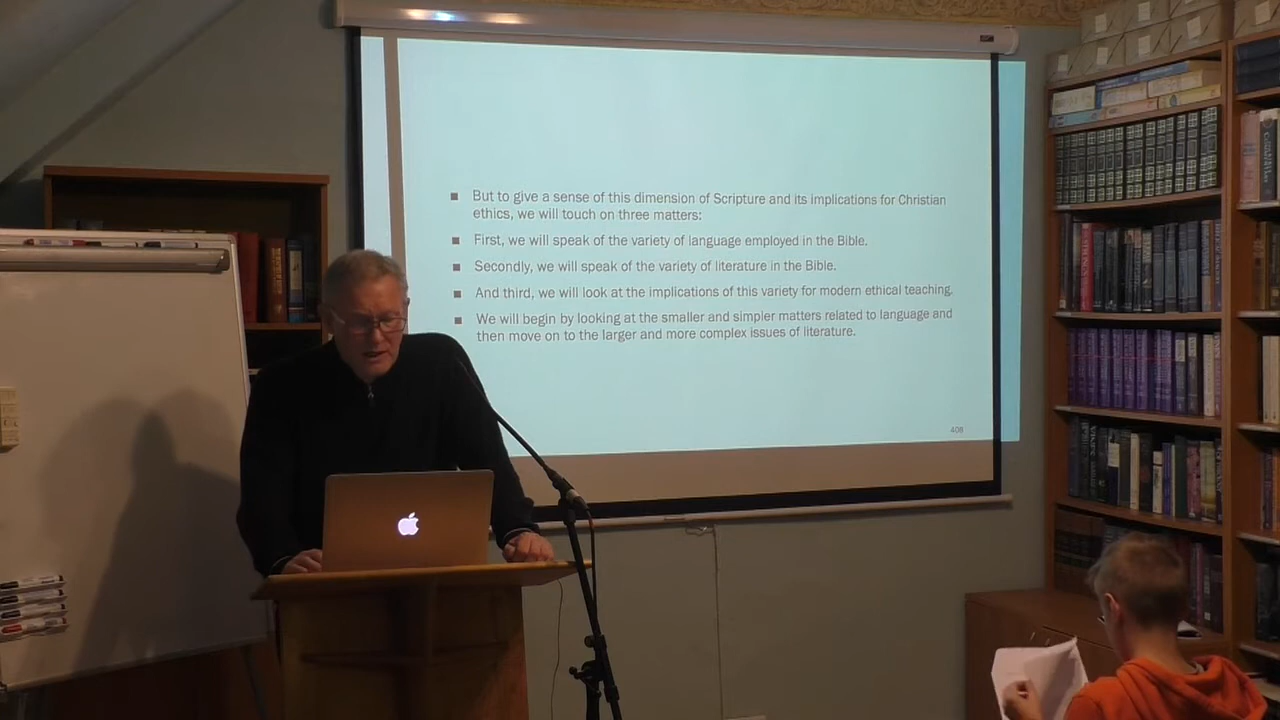 ■ But to give a sense of this dimension of Scripture and its implications for Christian
ethics, we will touch on three matters:
■ First, we will speak of the variety of language employed in the Bible.
■ Secondly, we will speak of the variety of literature in the Bible.
■ And third, we will look at the implications of this variety for modern ethical teaching.
■ We will begin by looking at the smaller and simpler matters related to language and
then move on to the larger and more complex issues of literature.
408